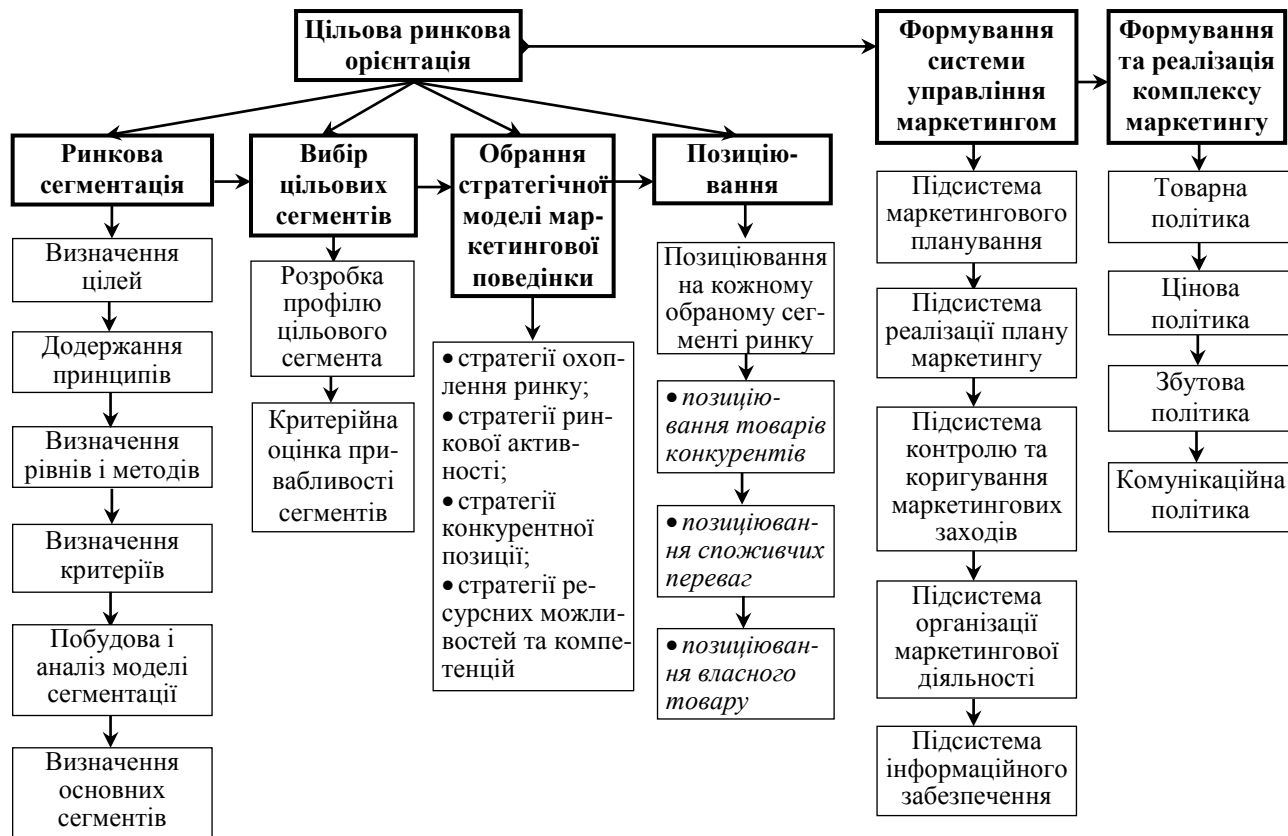 Цільова ринкова
орієнтація
Формування
системи
управління
маркетингом
Формування
та реалізація
комплексу
маркетингу
Ринкова
сегментація
Вибір
цільових
сегментів
Обрання
стратегічної
моделі мар-
кетингової
поведінки
Позицію-
вання
Визначення
цілей
Додержання
принципів
Визначення
рівнів і методів
Визначення
критеріїв
Побудова і
аналіз моделі
сегментації
Визначення
основних
сегментів
Розробка
профілю
цільового
сегмента
Критерійна
оцінка при-
вабливості
сегментів
• стратегії охоп-
лення ринку;
• стратегії рин-
кової актив-
ності;
• стратегії
конкурентної
позиції;
• стратегії ре-
сурсних можли-
востей та компе-
тенцій
Позиціювання
на кожному
обраному сег-
менті ринку
• позицію-
вання товарів
конкурентів
• позиціюван-
ня споживчих
переваг
• позиціюван-
ня власного
товару
Підсистема
маркетингового
планування
Підсистема
реалізації плану
маркетингу
Підсистема
контролю та
коригування
маркетингових
заходів
Підсистема
організації
маркетингової
діяльності
Підсистема
інформаційного
забезпечення
Товарна
політика
Цінова
політика
Збутова
політика
Комунікаційна
політика